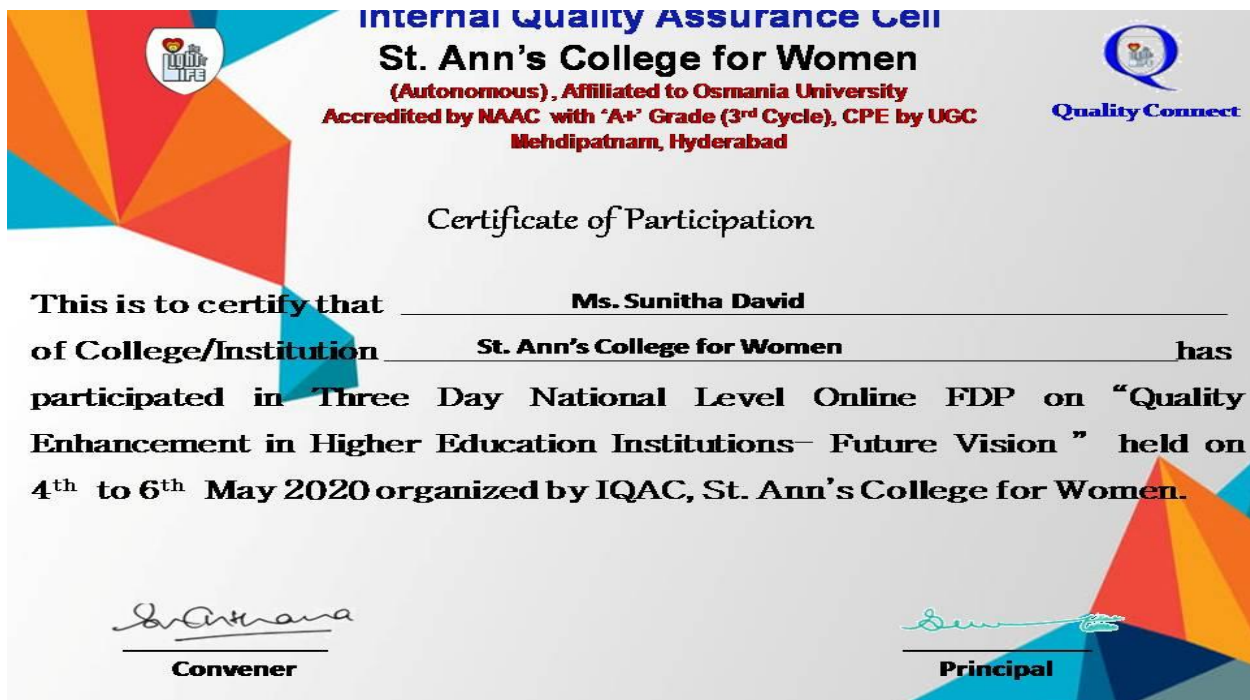 Internal Quality Assurance Cell
St. Ann's College for Women
(Autonomous), Affiliated to Osmania University
Accredited by NAAC with 'A+' Grade (3rd Cycle), CPE by UGC
Mehdipatnam, Hyderabad
light
LIFE
Q
Quality Connect
Certificate of Participation
This is to certify that Ms. Sunitha David
of College/Institution St. Ann's College for Women has
participated in Three Day National Level Online FDP on “Quality
Enhancement in Higher Education Institutions– Future Vision ” held on
4th to 6th May 2020 organized by IQAC, St. Ann's College for Women.
Convener
Principal